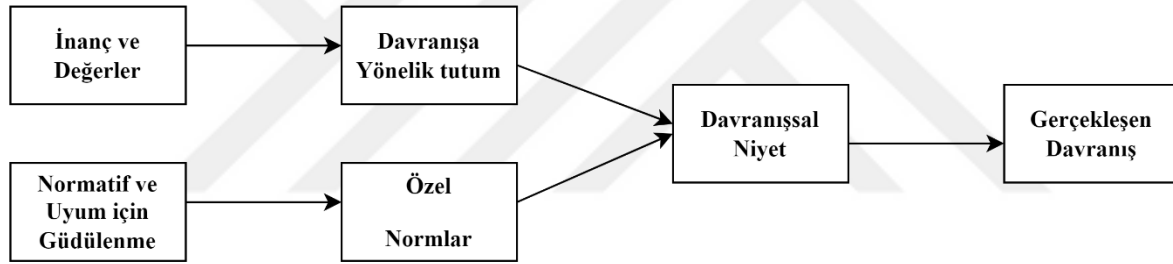 İnanç ve
Değerler
Davranışa
Yönelik tutum
Normatif ve
Uyum için
Güdülenme
Özel
Normlar
Davranışsal
Niyet
Gerçekleşen
Davranış